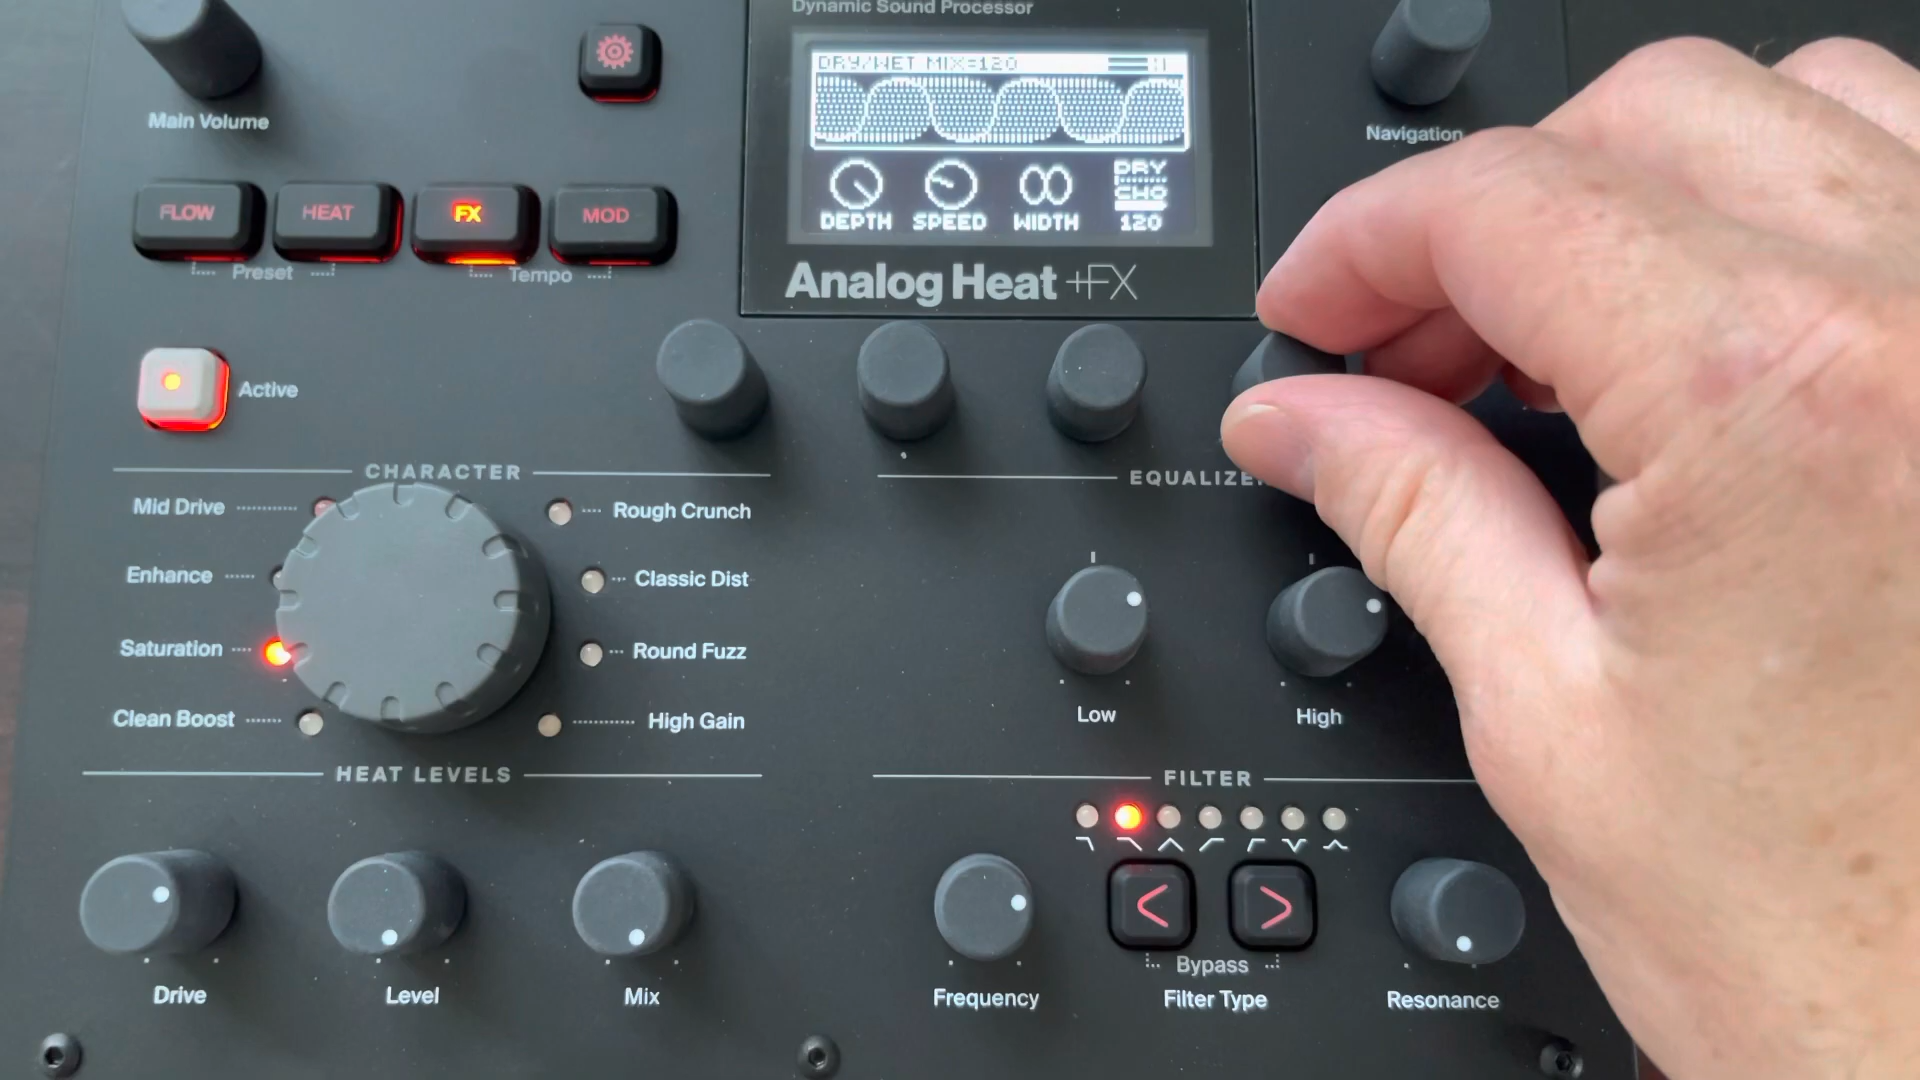 Dynamic Sound Processor
DRY/WET MIX=120
DEPTH SPEED WIDTH
DRY
CHO
120
Analog Heat +FX
Main Volume
Navigation
FLOW HEAT FX MOD
Preset Tempo
Active
CHARACTER
Mid Drive
Enhance
Saturation
Clean Boost
Rough Crunch
Classic Dist
Round Fuzz
High Gain
EQUALIZE
Low High
HEAT LEVELS
Drive Level Mix
FILTER
Bypass
Frequency Filter Type Resonance